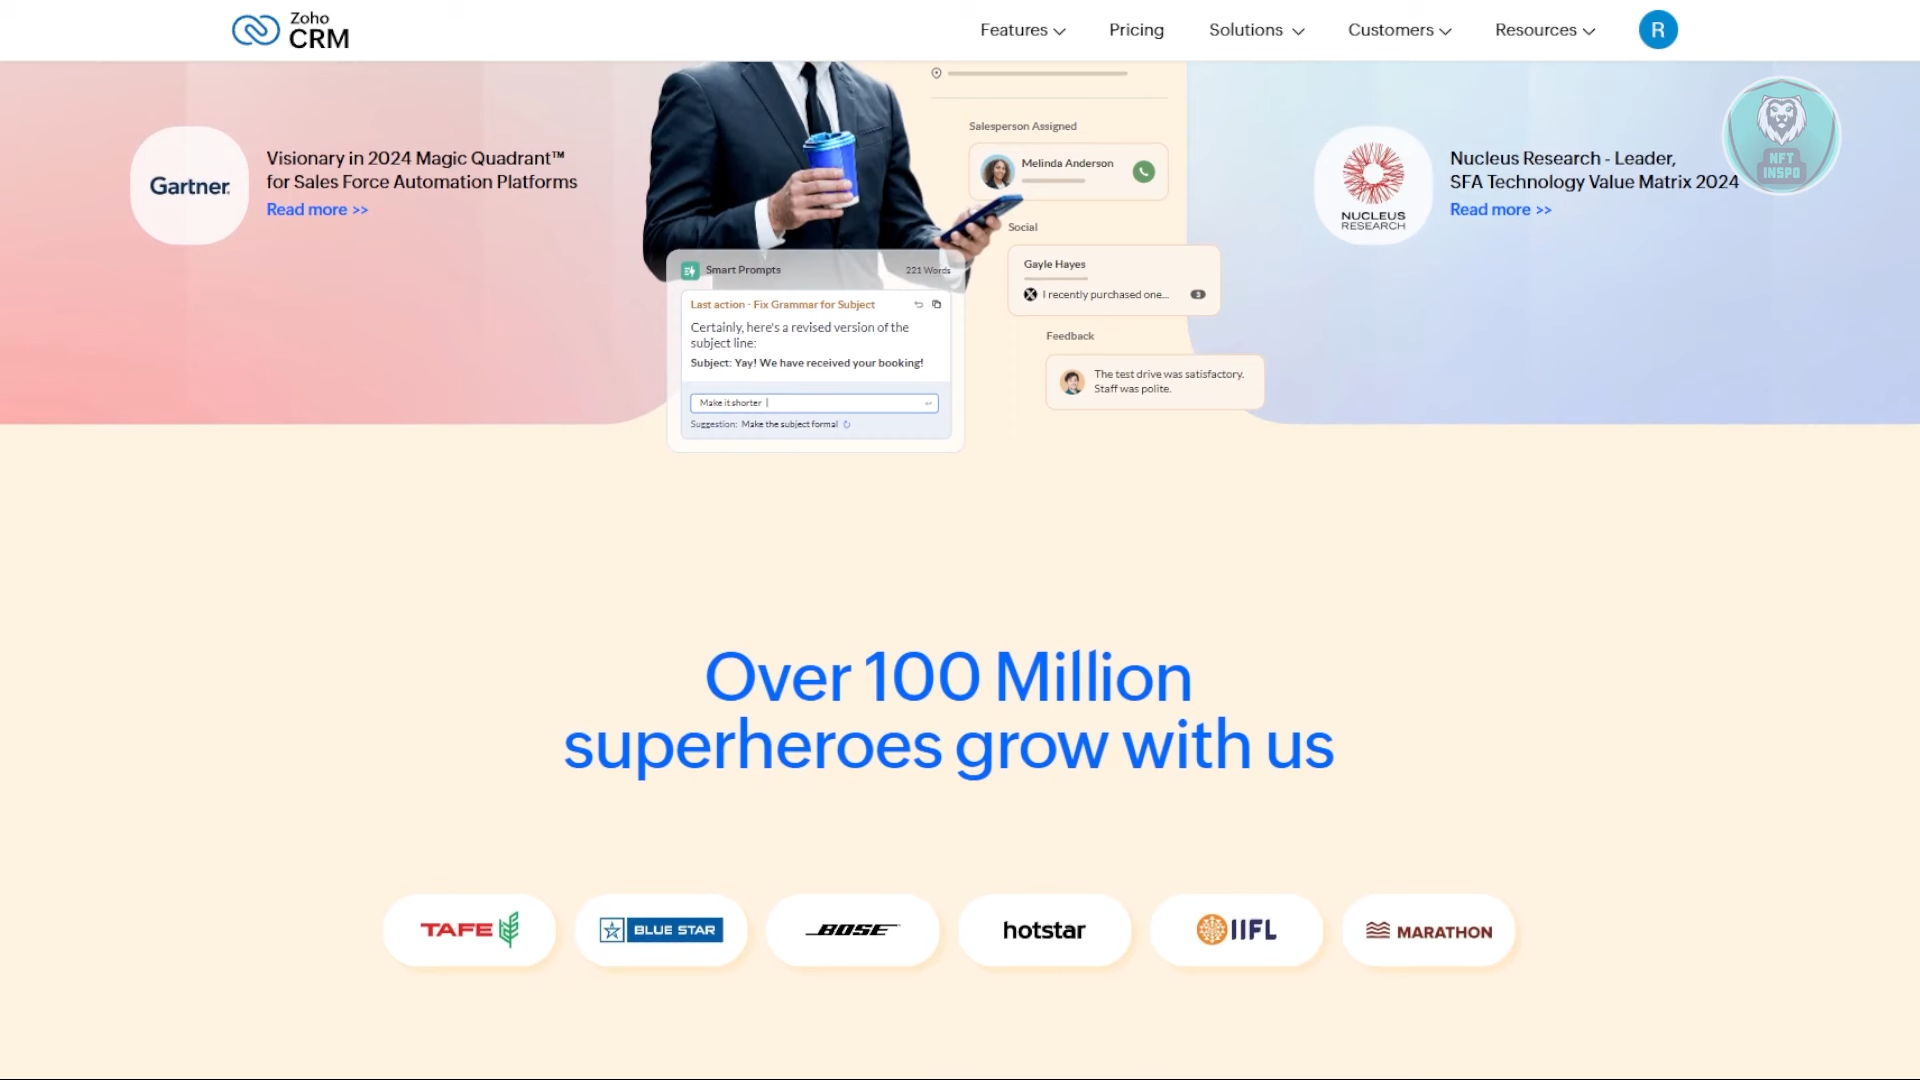 Zoho
CRM
Features
Pricing
Solutions
Customers
Resources
R
Gartner
Visionary in 2024 Magic Quadrant™
for Sales Force Automation Platforms
Read more >>
Salesperson Assigned
Melinda Anderson
Social
Gayle Hayes
I recently purchased one...
3
Feedback
The test drive was satisfactory.
Staff was polite.
Smart Prompts
221 Words
Last action - Fix Grammar for Subject
Certainly, here's a revised version of the
subject line:
Subject: Yay! We have received your booking!
Make it shorter |
Suggestion: Make the subject formal
NUCLEUS
RESEARCH
Nucleus Research - Leader,
SFA Technology Value Matrix 2024
Read more >>
NFT
INSPO
Over 100 Million
superheroes grow with us
TAFE
BLUE STAR
BOSE
hotstar
IIFL
MARATHON